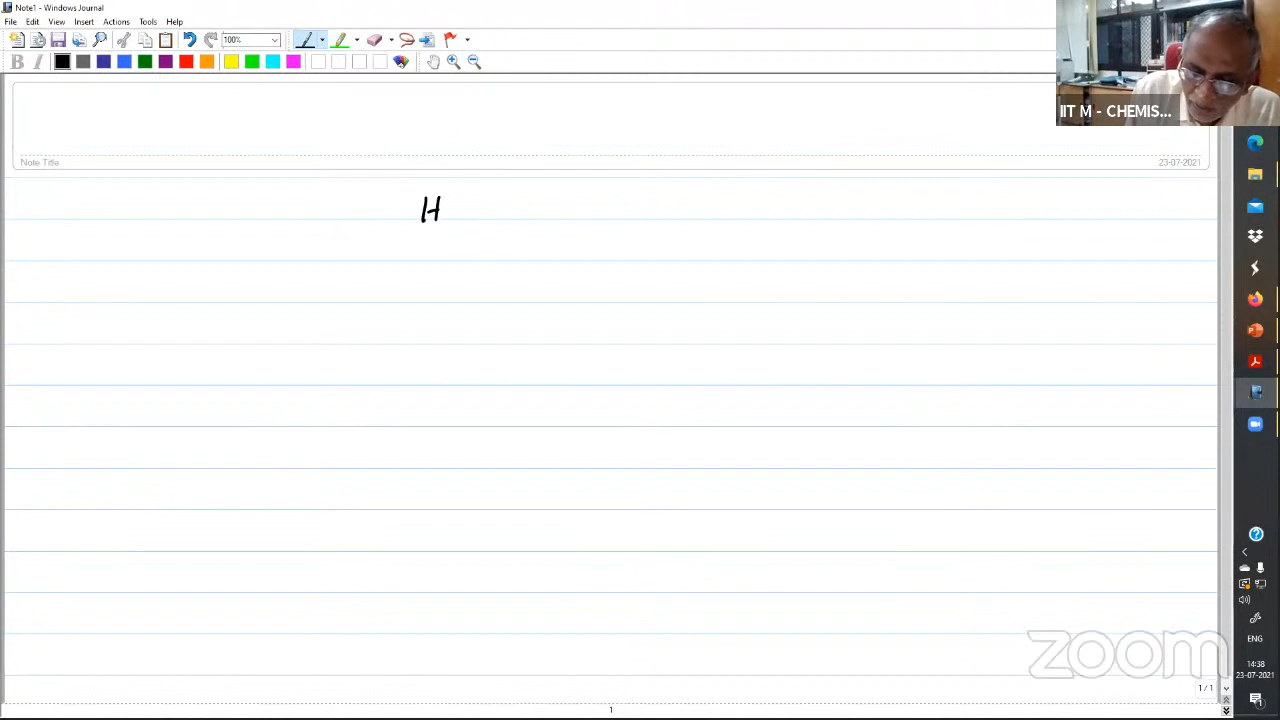 Note1 - Windows Journal
File Edit View Insert Actions Tools Help
100%
B I
IIT M - CHEMIS...
Note Title
23-07-2021
H
zoom
ENG
14:38
23-07-2021
1 / 1
1